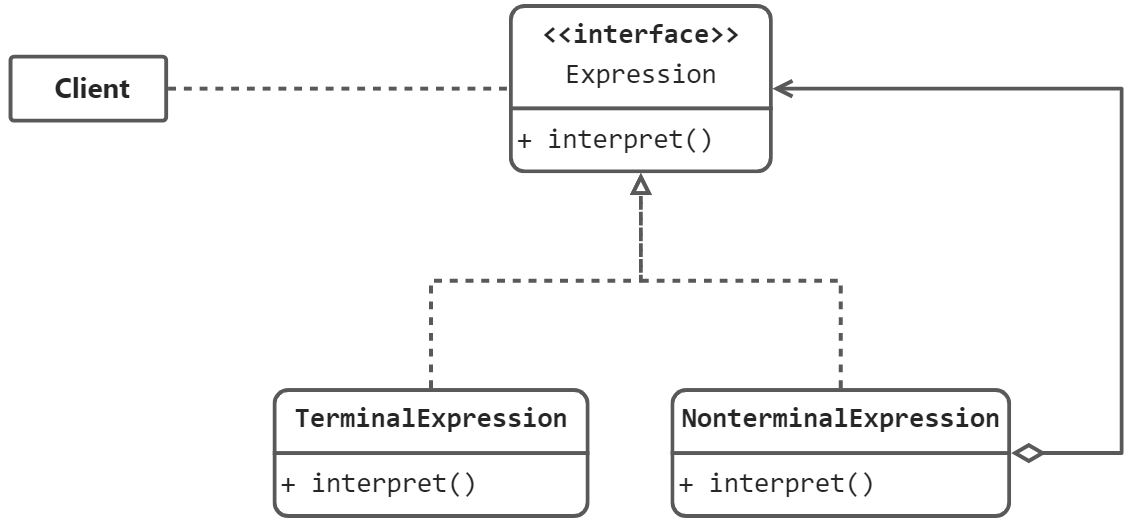 Client
<<interface>>
Expression
+ interpret()
TerminalExpression
+ interpret()
NonterminalExpression
+ interpret()